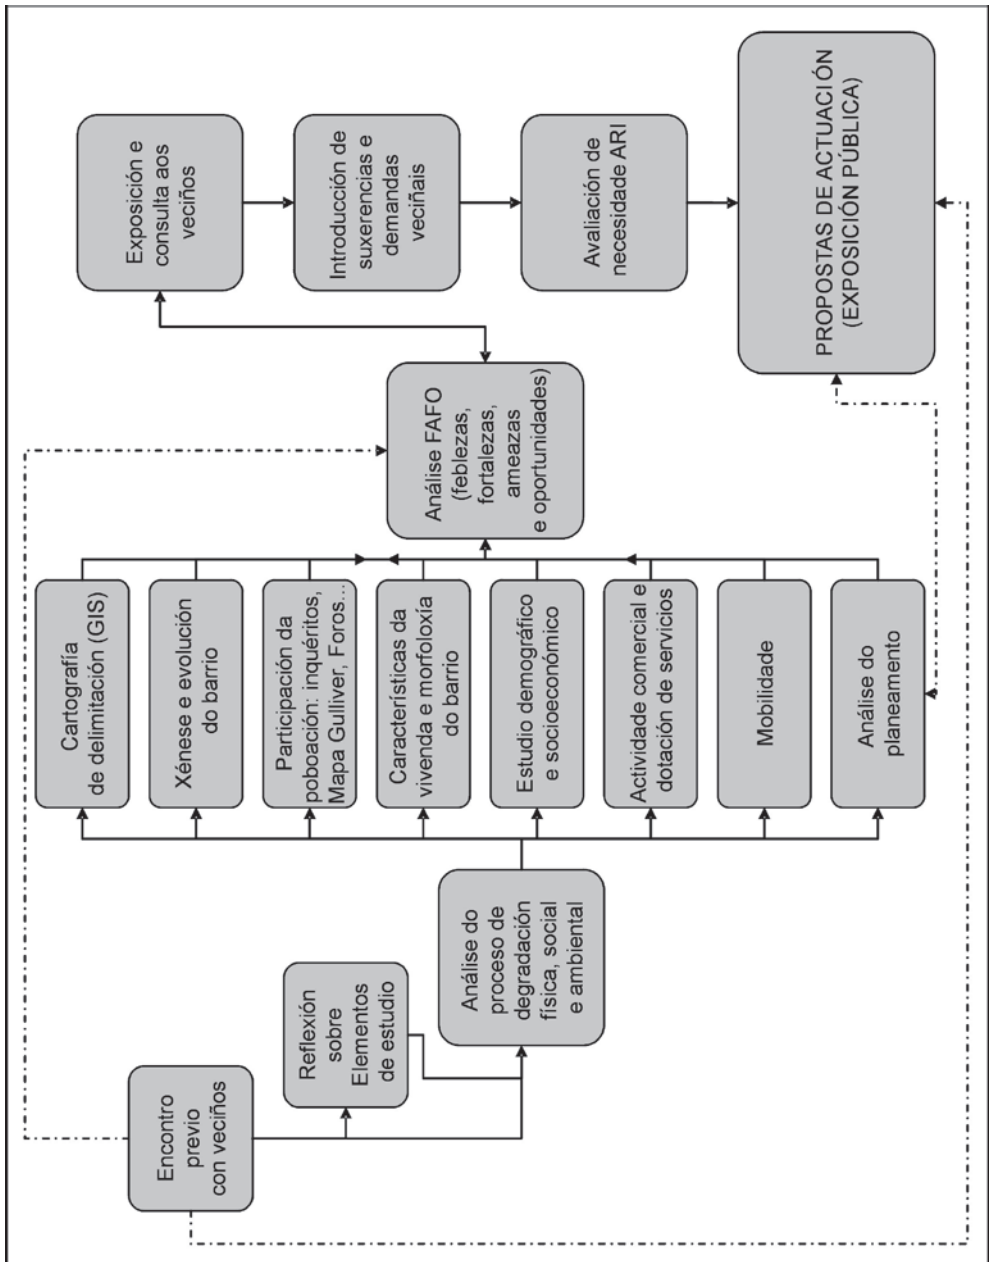 Encontro
previo
con veciños
Reflexión
sobre
Elementos
de estudio
Análise do
proceso de
degradación
física, social
e ambiental
Cartografía
de delimitación (GIS)
Xénese e evolución
do barrio
Participación da
poboación: inquéritos,
Mapa Gulliver, Foros...
Características da
vivenda e morfoloxía
do barrio
Estudio demográfico
e socioeconómico
Actividade comercial e
dotación de servicios
Mobilidade
Análise do
planeamento
Análise FAFO
(feblezas,
fortalezas,
ameazas
e oportunidades)
Exposición e
consulta aos
veciños
Introducción de
suxerencias e
demandas
veciñais
Avaliación de
necesidade ARI
PROPOSTAS DE ACTUACIÓN
(EXPOSICIÓN PÚBLICA)